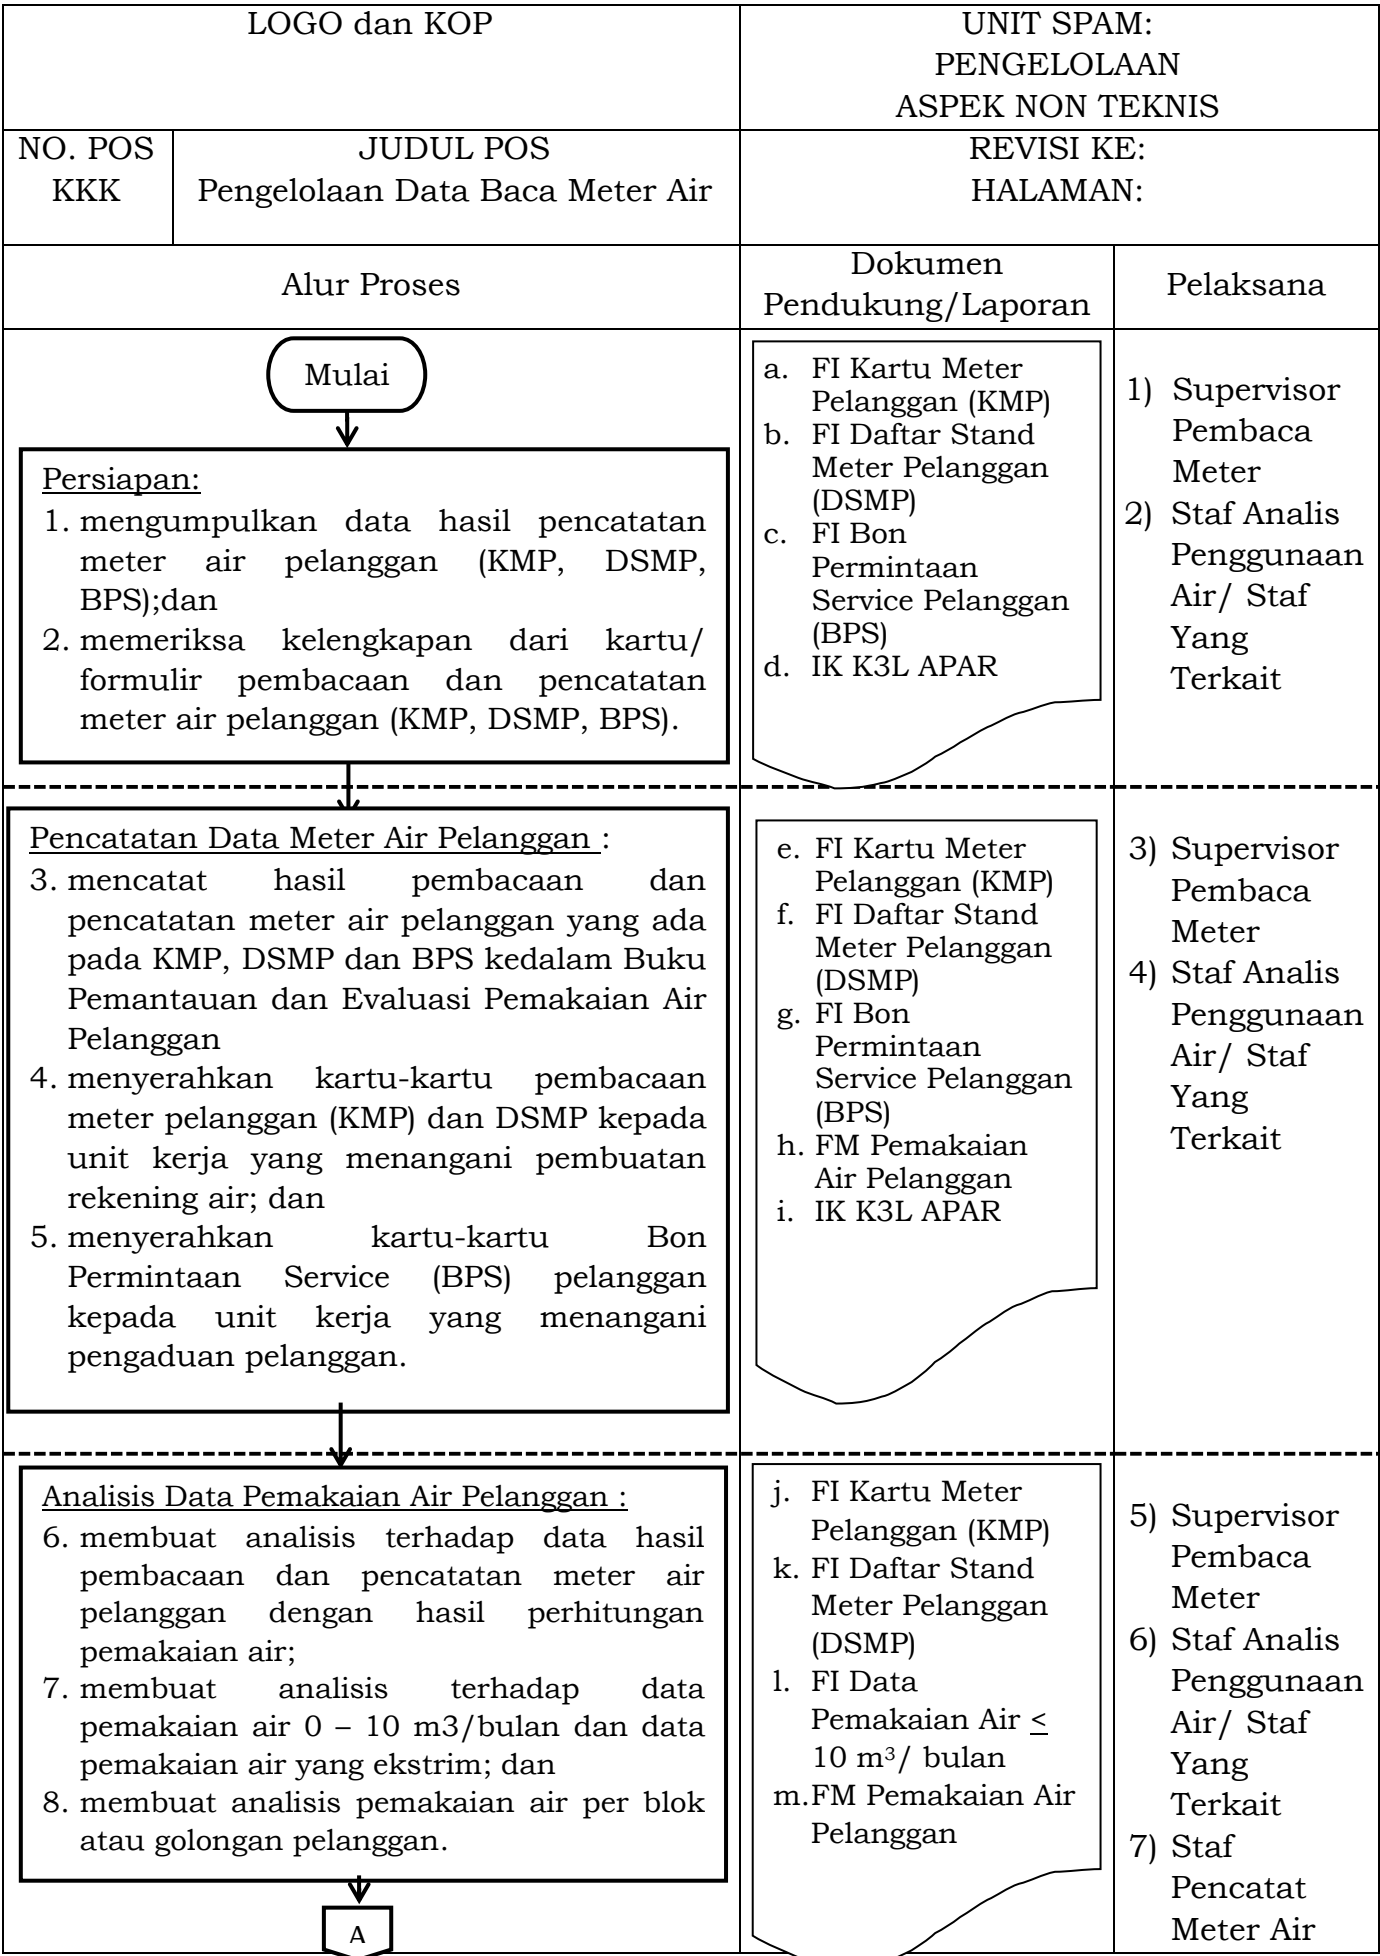 LOGO dan KOP
UNIT SPAM:
PENGELOLAAN
ASPEK NON TEKNIS
NO. POS
KKK
JUDUL POS
Pengelolaan Data Baca Meter Air
REVISI KE:
HALAMAN:
Alur Proses
Dokumen
Pendukung/Laporan
Pelaksana
Mulai
Persiapan:
1. mengumpulkan data hasil pencatatan
meter air pelanggan (KMP, DSMP,
BPS);dan
2. memeriksa kelengkapan dari kartu/
formulir pembacaan dan pencatatan
meter air pelanggan (KMP, DSMP, BPS).
a. FI Kartu Meter
Pelanggan (KMP)
b. FI Daftar Stand
Meter Pelanggan
(DSMP)
c. FI Bon
Permintaan
Service Pelanggan
(BPS)
d. IK K3L APAR
1) Supervisor
Pembaca
Meter
2) Staf Analis
Penggunaan
Air/ Staf
Yang
Terkait
Pencatatan Data Meter Air Pelanggan :
3. mencatat hasil pembacaan dan
pencatatan meter air pelanggan yang ada
pada KMP, DSMP dan BPS kedalam Buku
Pemantauan dan Evaluasi Pemakaian Air
Pelanggan
4. menyerahkan kartu-kartu pembacaan
meter pelanggan (KMP) dan DSMP kepada
unit kerja yang menangani pembuatan
rekening air; dan
5. menyerahkan kartu-kartu Bon
Permintaan Service (BPS) pelanggan
kepada unit kerja yang menangani
pengaduan pelanggan.
e. FI Kartu Meter
Pelanggan (KMP)
f. FI Daftar Stand
Meter Pelanggan
(DSMP)
g. FI Bon
Permintaan
Service Pelanggan
(BPS)
h. FM Pemakaian
Air Pelanggan
i. IK K3L APAR
3) Supervisor
Pembaca
Meter
4) Staf Analis
Penggunaan
Air/ Staf
Yang
Terkait
Analisis Data Pemakaian Air Pelanggan :
6. membuat analisis terhadap data hasil
pembacaan dan pencatatan meter air
pelanggan dengan hasil perhitungan
pemakaian air;
7. membuat analisis terhadap data
pemakaian air 0 – 10 m3/bulan dan data
pemakaian air yang ekstrim; dan
8. membuat analisis pemakaian air per blok
atau golongan pelanggan.
A
j. FI Kartu Meter
Pelanggan (KMP)
k. FI Daftar Stand
Meter Pelanggan
(DSMP)
l. FI Data
Pemakaian Air ≤
10 m³/ bulan
m.FM Pemakaian Air
Pelanggan
5) Supervisor
Pembaca
Meter
6) Staf Analis
Penggunaan
Air/ Staf
Yang
Terkait
7) Staf
Pencatat
Meter Air